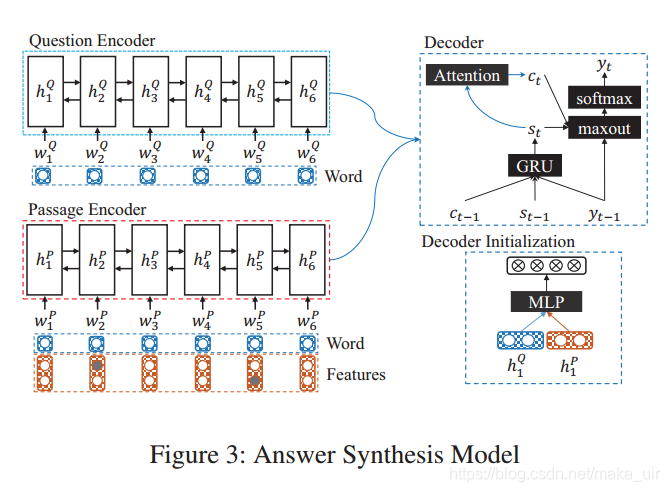 Question Encoder
h₁Q h₂Q h₃Q h₄Q h₅Q h₆Q
w₁Q w₂Q w₃Q w₄Q w₅Q w₆Q
Word
Passage Encoder
h₁P h₂P h₃P h₄P h₅P h₆P
w₁P w₂P w₃P w₄P w₅P w₆P
Word
Features
Decoder
yₜ
Attention
cₜ
softmax
sₜ
maxout
GRU
cₜ₋₁ sₜ₋₁ yₜ₋₁
Decoder Initialization
MLP
h₁Q h₁P
Figure 3: Answer Synthesis Model
https://blog.csdn.net/maka_uir